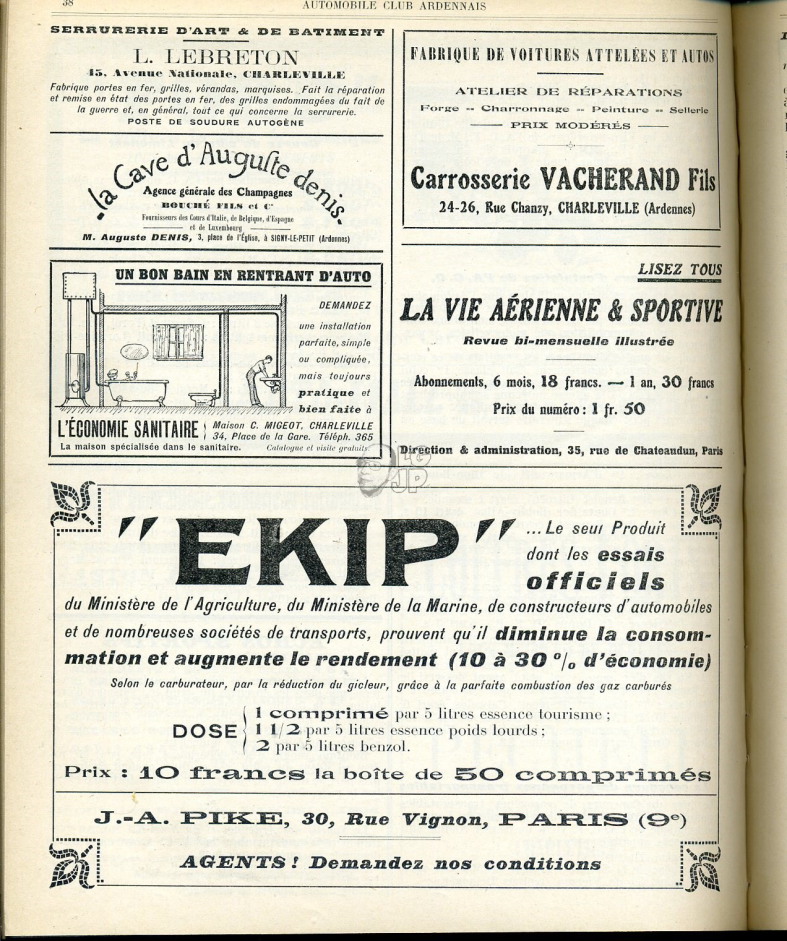 38
AUTOMOBILE CLUB ARDENNAIS
SERRURERIE D'ART & DE BATIMENT
L. LEBRETON
45, Avenue Nationale, CHARLEVILLE
Fabrique portes en fer, grilles, vérandas, marquises. Fait la réparation
et remise en état des portes en fer, des grilles endommagées du fait de
la guerre et, en général, tout ce qui concerne la serrurerie.
POSTE DE SOUDURE AUTOGÈNE
la Cave d'Auguste denis
Agence générale des Champagnes
BOUCHÉ FILS et Cᵉ
Fournisseurs des Cours d'Italie, de Belgique, d'Espagne
et de Luxembourg
M. Auguste DENIS, 3, place de l'Église, à SIGNY-LE-PETIT (Ardennes)
UN BON BAIN EN RENTRANT D'AUTO
DEMANDEZ
une installation
parfaite, simple
ou compliquée,
mais toujours
pratique et
bien faite à
L'ÉCONOMIE SANITAIRE
Maison C. MIGEOT, CHARLEVILLE
34, Place de la Gare. Téléph. 365
La maison spécialisée dans le sanitaire. Catalogue et visite gratuits.
FABRIQUE DE VOITURES ATTELÉES ET AUTOS
ATELIER DE RÉPARATIONS
Forge -- Charronnage -- Peinture -- Sellerie
PRIX MODÉRÉS
Carrosserie VACHERAND Fils
24-26, Rue Chanzy, CHARLEVILLE (Ardennes)
LISEZ TOUS
LA VIE AÉRIENNE & SPORTIVE
Revue bi-mensuelle illustrée
Abonnements, 6 mois, 18 francs. — 1 an, 30 francs
Prix du numéro : 1 fr. 50
Direction & administration, 35, rue de Chateaudun, Paris
LGJP
"EKIP"
...Le seul Produit
dont les essais
officiels
du Ministère de l'Agriculture, du Ministère de la Marine, de constructeurs d'automobiles
et de nombreuses sociétés de transports, prouvent qu'il diminue la consom-
mation et augmente le rendement (10 à 30 % d'économie)
Selon le carburateur, par la réduction du gicleur, grâce à la parfaite combustion des gaz carburés
DOSE
1 comprimé par 5 litres essence tourisme ;
1 1/2 par 5 litres essence poids lourds ;
2 par 5 litres benzol.
Prix : 10 francs la boîte de 50 comprimés
J.-A. PIKE, 30, Rue Vignon, PARIS (9ᵉ)
AGENTS ! Demandez nos conditions